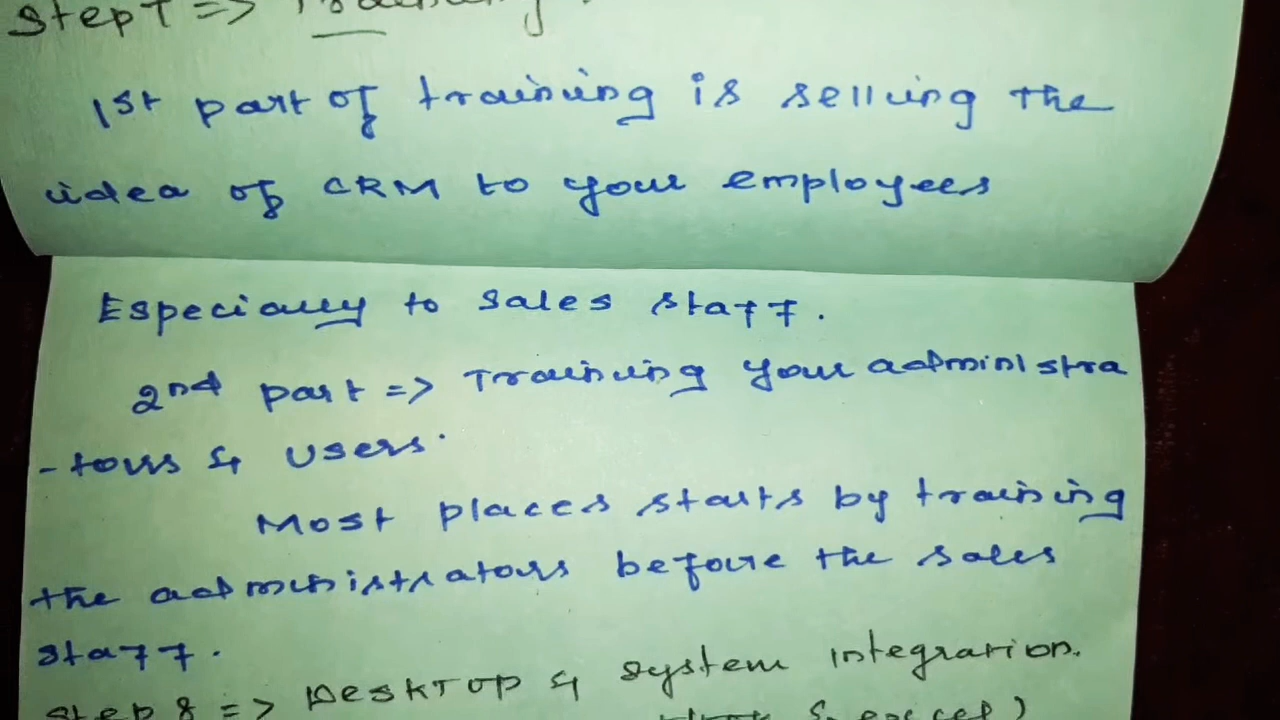 Step 7 => Training.
1st part of training is selling the
idea of CRM to your employees
Especially to sales staff.
2nd part => Training your administra
-tors & users.
Most places starts by training
the administrators before the sales
staff.
Step 8 => Desktop & system integration.
& excel)